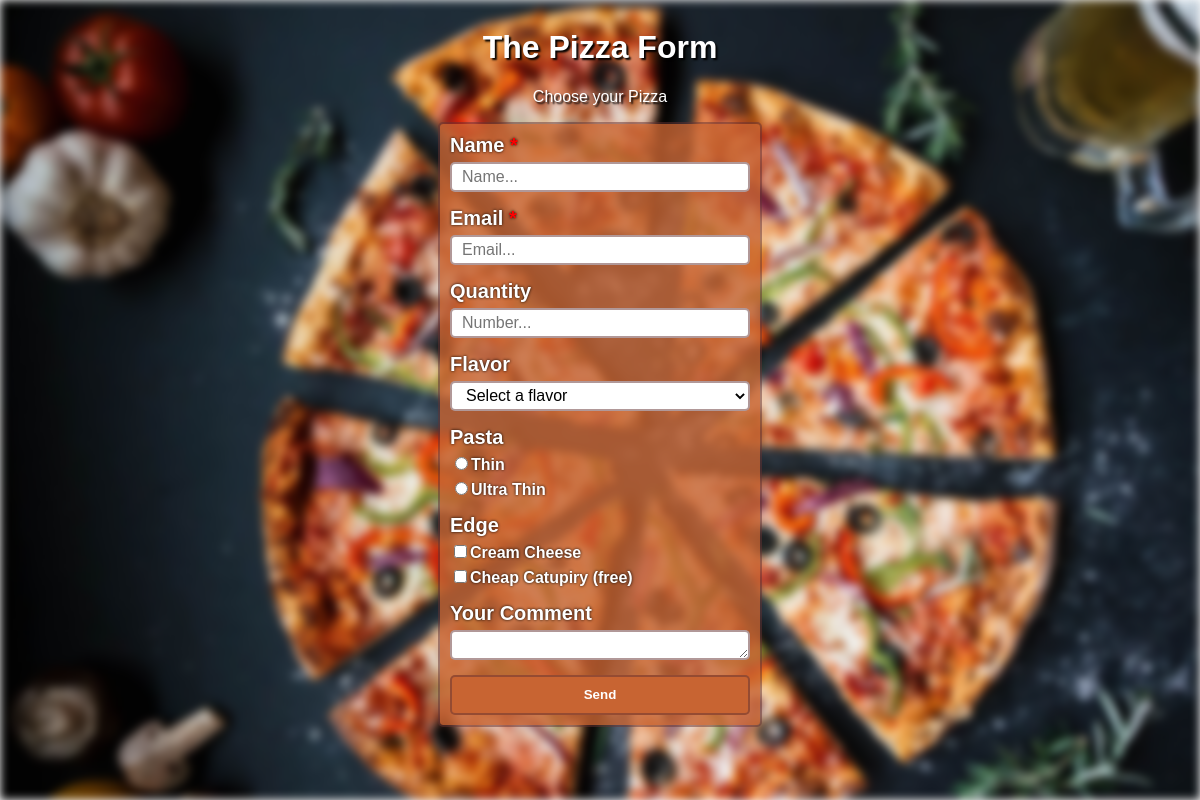 The Pizza Form
Choose your Pizza
Name *
Name...
Email *
Email...
Quantity
Number...
Flavor
Select a flavor
Pasta
Thin
Ultra Thin
Edge
Cream Cheese
Cheap Catupiry (free)
Your Comment
Send